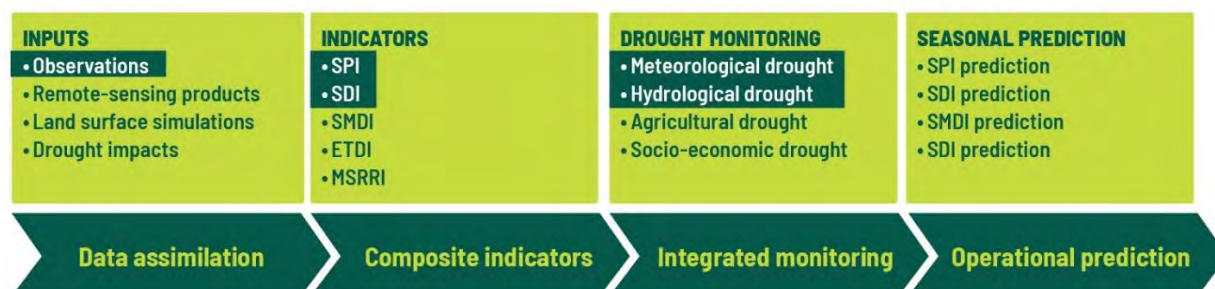 INPUTS
• Observations
• Remote-sensing products
• Land surface simulations
• Drought impacts
INDICATORS
• SPI
• SDI
• SMDI
• ETDI
• MSRRI
DROUGHT MONITORING
• Meteorological drought
• Hydrological drought
• Agricultural drought
• Socio-economic drought
SEASONAL PREDICTION
• SPI prediction
• SDI prediction
• SMDI prediction
• SDI prediction
Data assimilation
Composite indicators
Integrated monitoring
Operational prediction